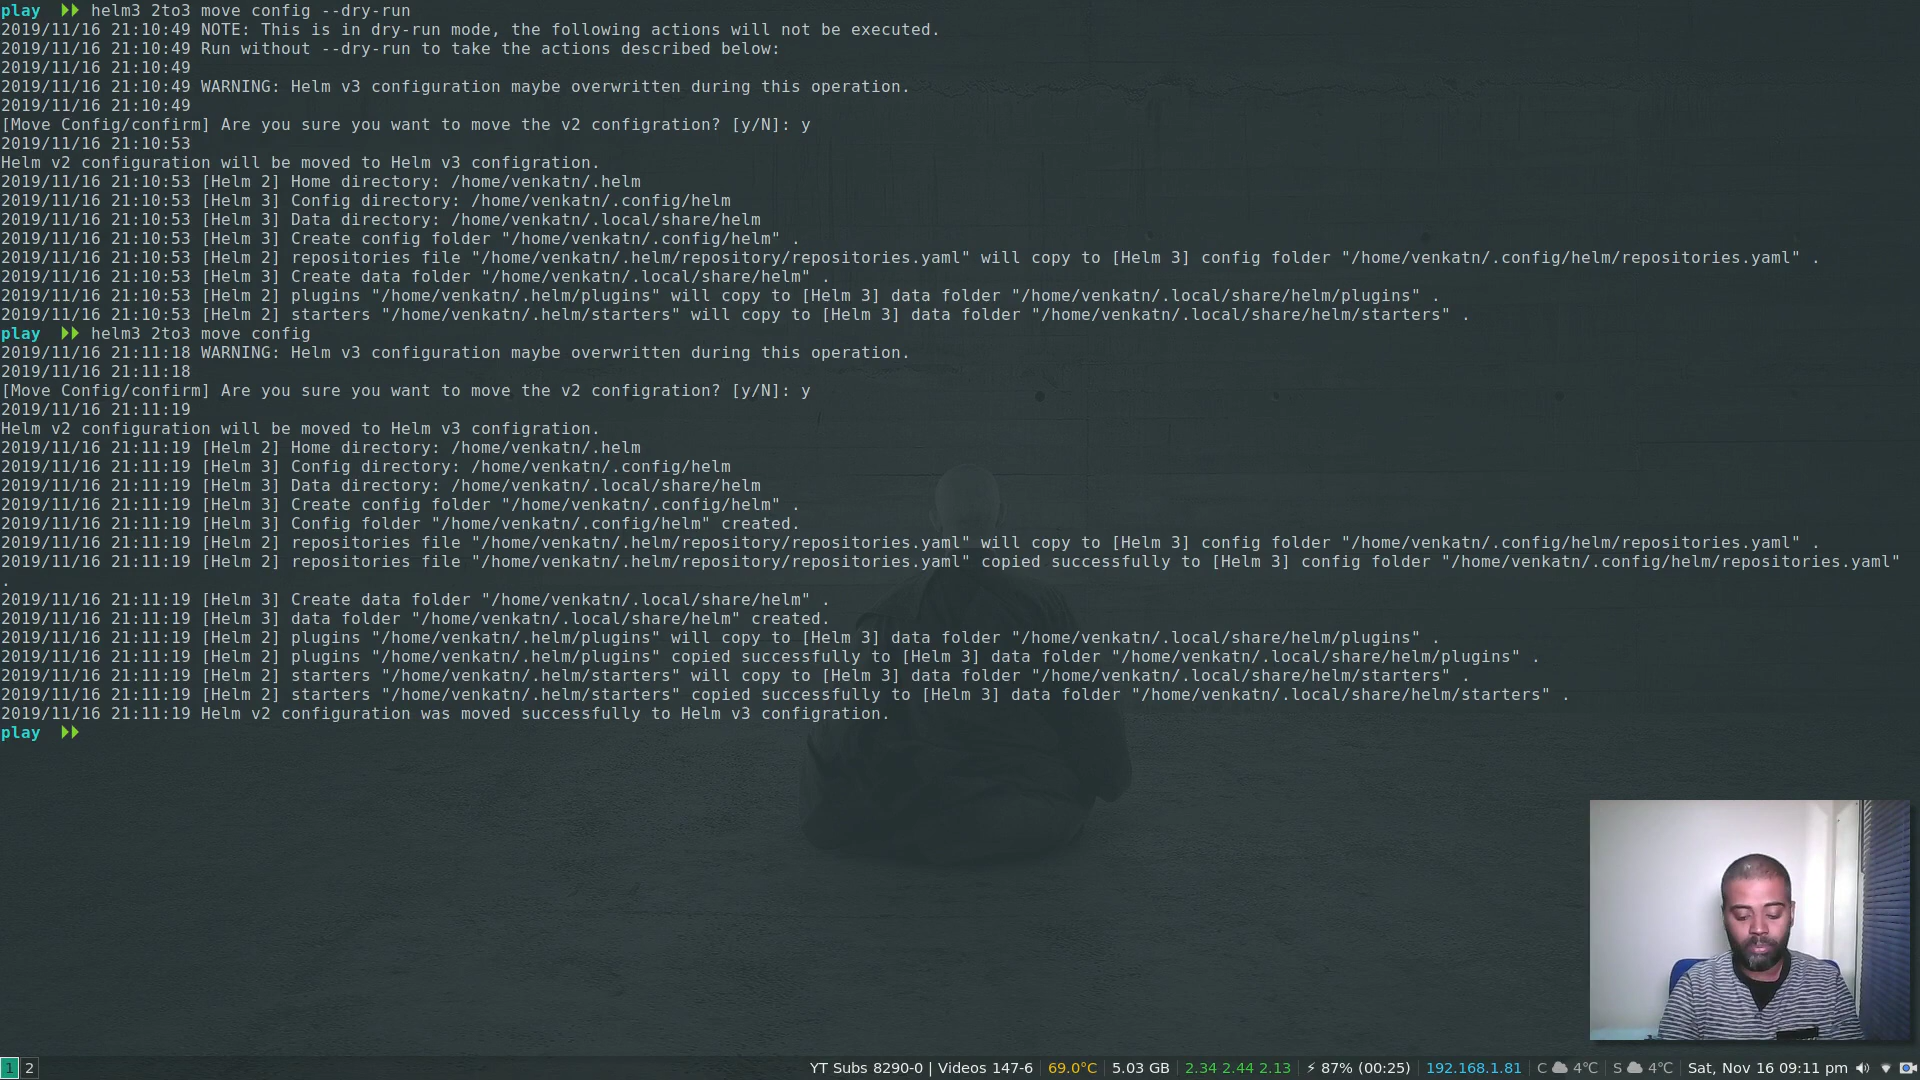 play helm3 2to3 move config --dry-run
2019/11/16 21:10:49 NOTE: This is in dry-run mode, the following actions will not be executed.
2019/11/16 21:10:49 Run without --dry-run to take the actions described below:
2019/11/16 21:10:49
2019/11/16 21:10:49 WARNING: Helm v3 configuration maybe overwritten during this operation.
2019/11/16 21:10:49
[Move Config/confirm] Are you sure you want to move the v2 configration? [y/N]: y
2019/11/16 21:10:53
Helm v2 configuration will be moved to Helm v3 configration.
2019/11/16 21:10:53 [Helm 2] Home directory: /home/venkatn/.helm
2019/11/16 21:10:53 [Helm 3] Config directory: /home/venkatn/.config/helm
2019/11/16 21:10:53 [Helm 3] Data directory: /home/venkatn/.local/share/helm
2019/11/16 21:10:53 [Helm 3] Create config folder "/home/venkatn/.config/helm" .
2019/11/16 21:10:53 [Helm 2] repositories file "/home/venkatn/.helm/repository/repositories.yaml" will copy to [Helm 3] config folder "/home/venkatn/.config/helm/repositories.yaml" .
2019/11/16 21:10:53 [Helm 3] Create data folder "/home/venkatn/.local/share/helm" .
2019/11/16 21:10:53 [Helm 2] plugins "/home/venkatn/.helm/plugins" will copy to [Helm 3] data folder "/home/venkatn/.local/share/helm/plugins" .
2019/11/16 21:10:53 [Helm 2] starters "/home/venkatn/.helm/starters" will copy to [Helm 3] data folder "/home/venkatn/.local/share/helm/starters" .
play helm3 2to3 move config
2019/11/16 21:11:18 WARNING: Helm v3 configuration maybe overwritten during this operation.
2019/11/16 21:11:18
[Move Config/confirm] Are you sure you want to move the v2 configration? [y/N]: y
2019/11/16 21:11:19
Helm v2 configuration will be moved to Helm v3 configration.
2019/11/16 21:11:19 [Helm 2] Home directory: /home/venkatn/.helm
2019/11/16 21:11:19 [Helm 3] Config directory: /home/venkatn/.config/helm
2019/11/16 21:11:19 [Helm 3] Data directory: /home/venkatn/.local/share/helm
2019/11/16 21:11:19 [Helm 3] Create config folder "/home/venkatn/.config/helm" .
2019/11/16 21:11:19 [Helm 3] Config folder "/home/venkatn/.config/helm" created.
2019/11/16 21:11:19 [Helm 2] repositories file "/home/venkatn/.helm/repository/repositories.yaml" will copy to [Helm 3] config folder "/home/venkatn/.config/helm/repositories.yaml" .
2019/11/16 21:11:19 [Helm 2] repositories file "/home/venkatn/.helm/repository/repositories.yaml" copied successfully to [Helm 3] config folder "/home/venkatn/.config/helm/repositories.yaml"
.
2019/11/16 21:11:19 [Helm 3] Create data folder "/home/venkatn/.local/share/helm" .
2019/11/16 21:11:19 [Helm 3] data folder "/home/venkatn/.local/share/helm" created.
2019/11/16 21:11:19 [Helm 2] plugins "/home/venkatn/.helm/plugins" will copy to [Helm 3] data folder "/home/venkatn/.local/share/helm/plugins" .
2019/11/16 21:11:19 [Helm 2] plugins "/home/venkatn/.helm/plugins" copied successfully to [Helm 3] data folder "/home/venkatn/.local/share/helm/plugins" .
2019/11/16 21:11:19 [Helm 2] starters "/home/venkatn/.helm/starters" will copy to [Helm 3] data folder "/home/venkatn/.local/share/helm/starters" .
2019/11/16 21:11:19 [Helm 2] starters "/home/venkatn/.helm/starters" copied successfully to [Helm 3] data folder "/home/venkatn/.local/share/helm/starters" .
2019/11/16 21:11:19 Helm v2 configuration was moved successfully to Helm v3 configration.
play
1 2 YT Subs 8290-0 | Videos 147-6 69.0°C 5.03 GB 2.34 2.44 2.13 ⚡ 87% (00:25) 192.168.1.81 C 4℃ S 4℃ Sat, Nov 16 09:11 pm